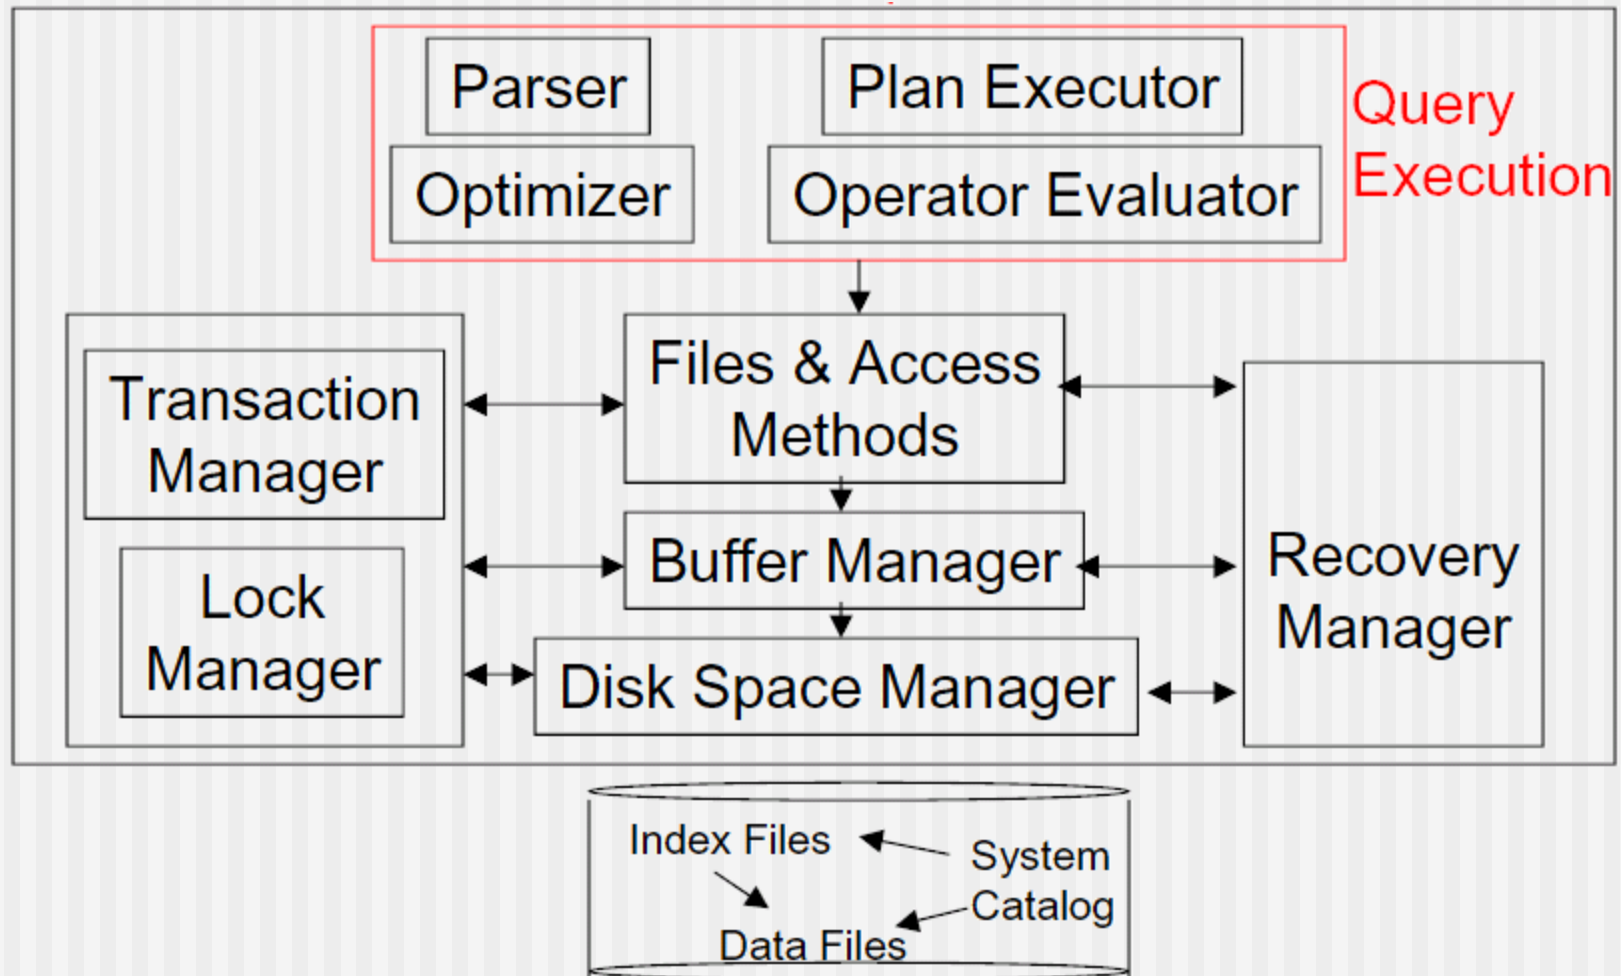 Parser
Plan Executor
Optimizer
Operator Evaluator
Query
Execution
Transaction
Manager
Lock
Manager
Files & Access
Methods
Buffer Manager
Disk Space Manager
Recovery
Manager
Index Files
System
Catalog
Data Files